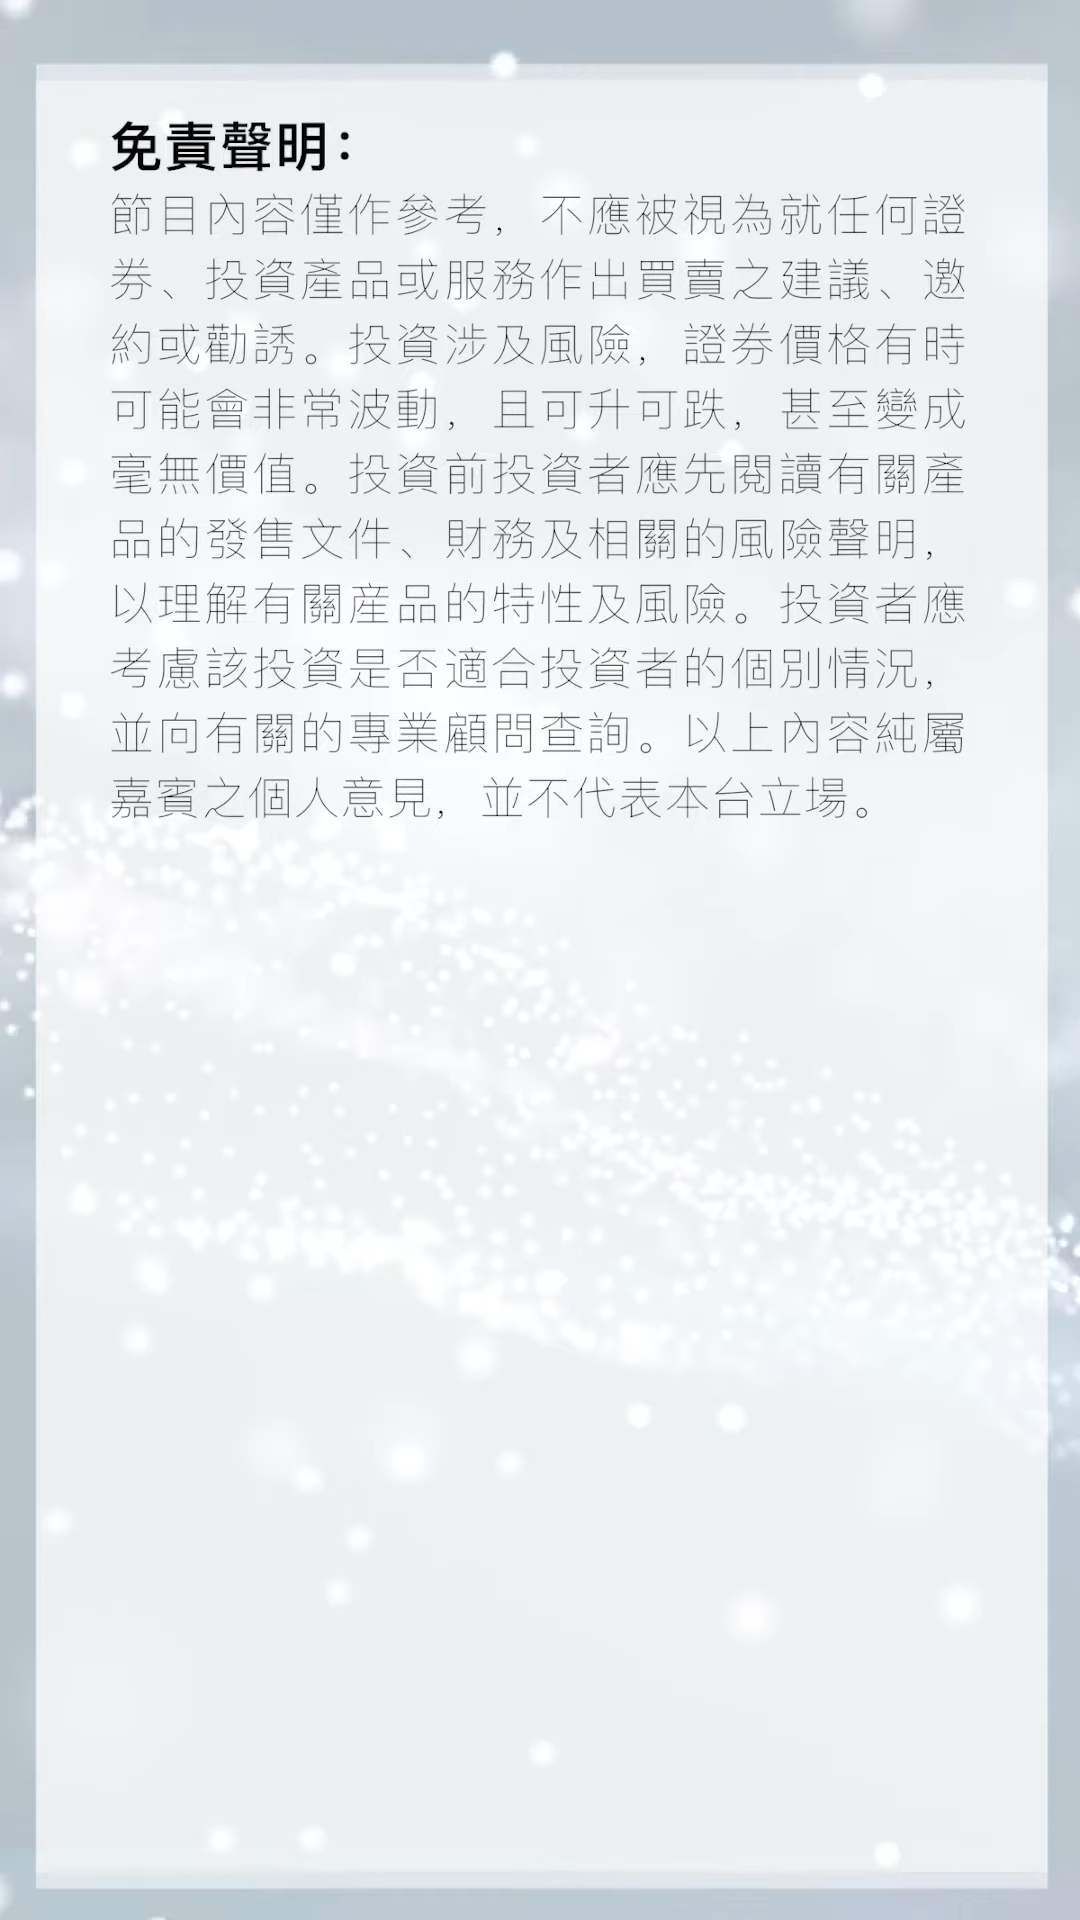 免責聲明：
節目內容僅作參考，不應被視為就任何證
券、投資產品或服務作出買賣之建議、邀
約或勸誘。投資涉及風險，證券價格有時
可能會非常波動，且可升可跌，甚至變成
毫無價值。投資前投資者應先閱讀有關產
品的發售文件、財務及相關的風險聲明，
以理解有關産品的特性及風險。投資者應
考慮該投資是否適合投資者的個別情況，
並向有關的專業顧問查詢。以上內容純屬
嘉賓之個人意見，並不代表本台立場。